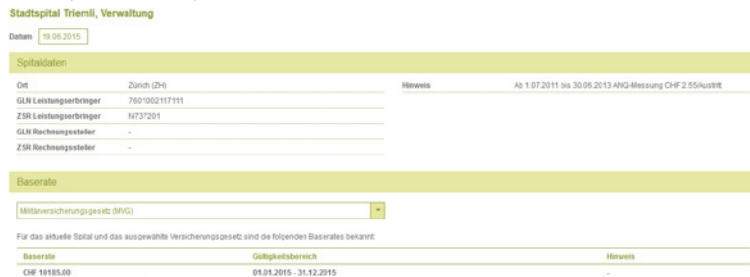 Stadtspital Triemli, Verwaltung
Datum 19.06.2015
Spitaldaten
Ort Zürich (ZH) Hinweis Ab 1.07.2011 bis 30.06.2013 ANQ-Messung CHF 2.55/Austritt
GLN Leistungserbringer 7601002117111
ZSR Leistungserbringer N737201
GLN Rechnungssteller -
ZSR Rechnungssteller -
Baserate
Militärversicherungsgesetz (MVG)
Für das aktuelle Spital und das ausgewählte Versicherungsgesetz sind die folgenden Baserates bekannt:
Baserate Gültigkeitsbereich Hinweis
CHF 10185.00 01.01.2015 - 31.12.2015 -